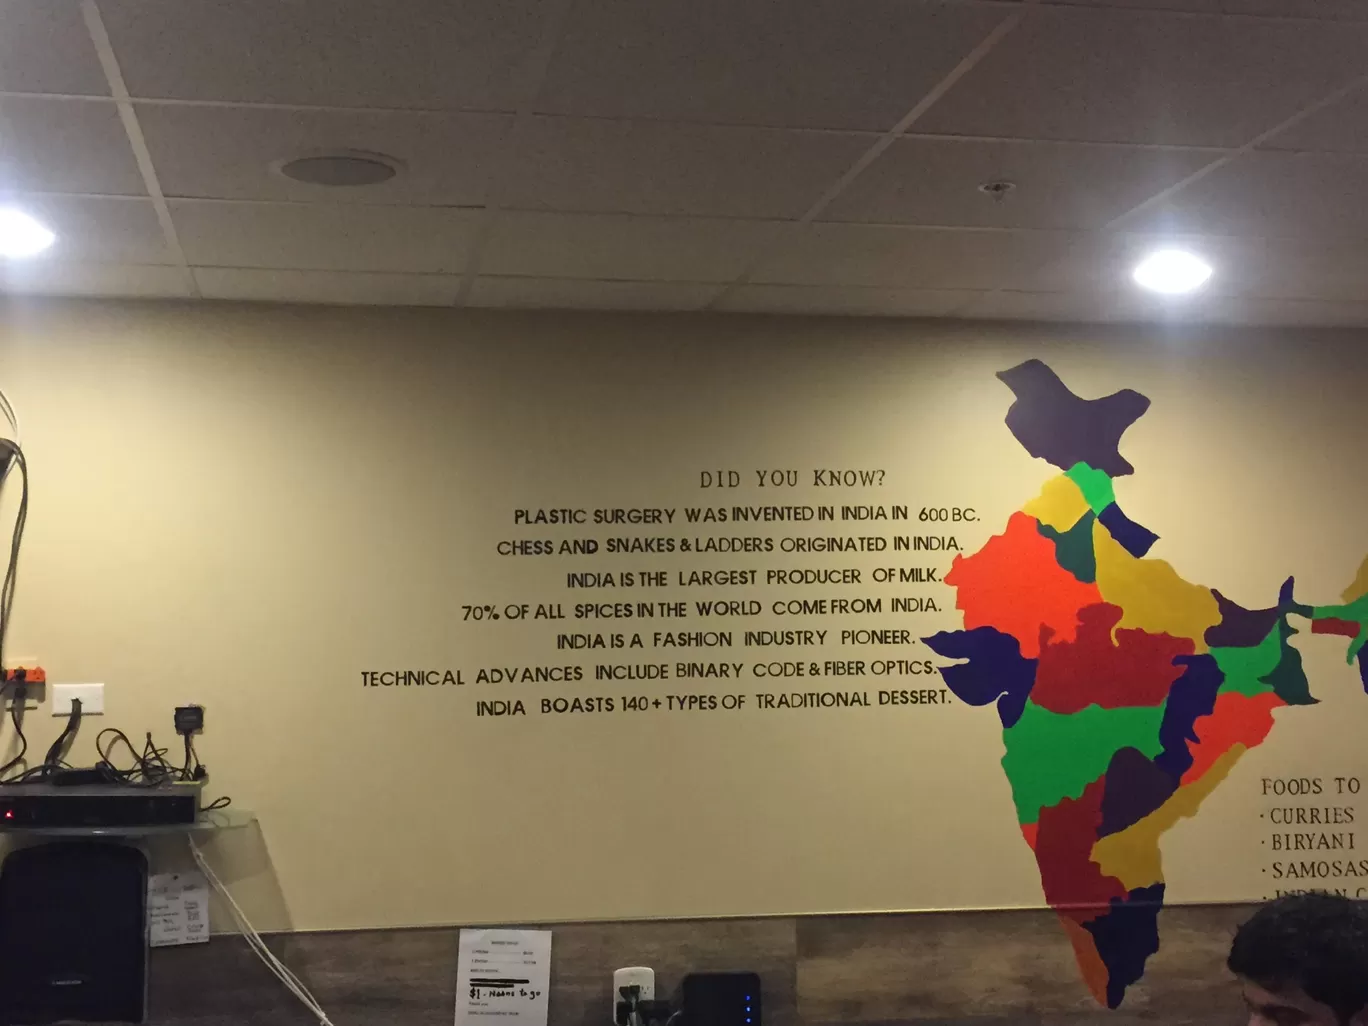 DID YOU KNOW?
PLASTIC SURGERY WAS INVENTED IN INDIA IN 600 BC.
CHESS AND SNAKES & LADDERS ORIGINATED IN INDIA.
INDIA IS THE LARGEST PRODUCER OF MILK.
70% OF ALL SPICES IN THE WORLD COME FROM INDIA.
INDIA IS A FASHION INDUSTRY PIONEER.
TECHNICAL ADVANCES INCLUDE BINARY CODE & FIBER OPTICS.
INDIA BOASTS 140+ TYPES OF TRADITIONAL DESSERT.
FOODS TO
· CURRIES
· BIRYANI
· SAMOSAS
· INDIAN C
$1 - Naans to go